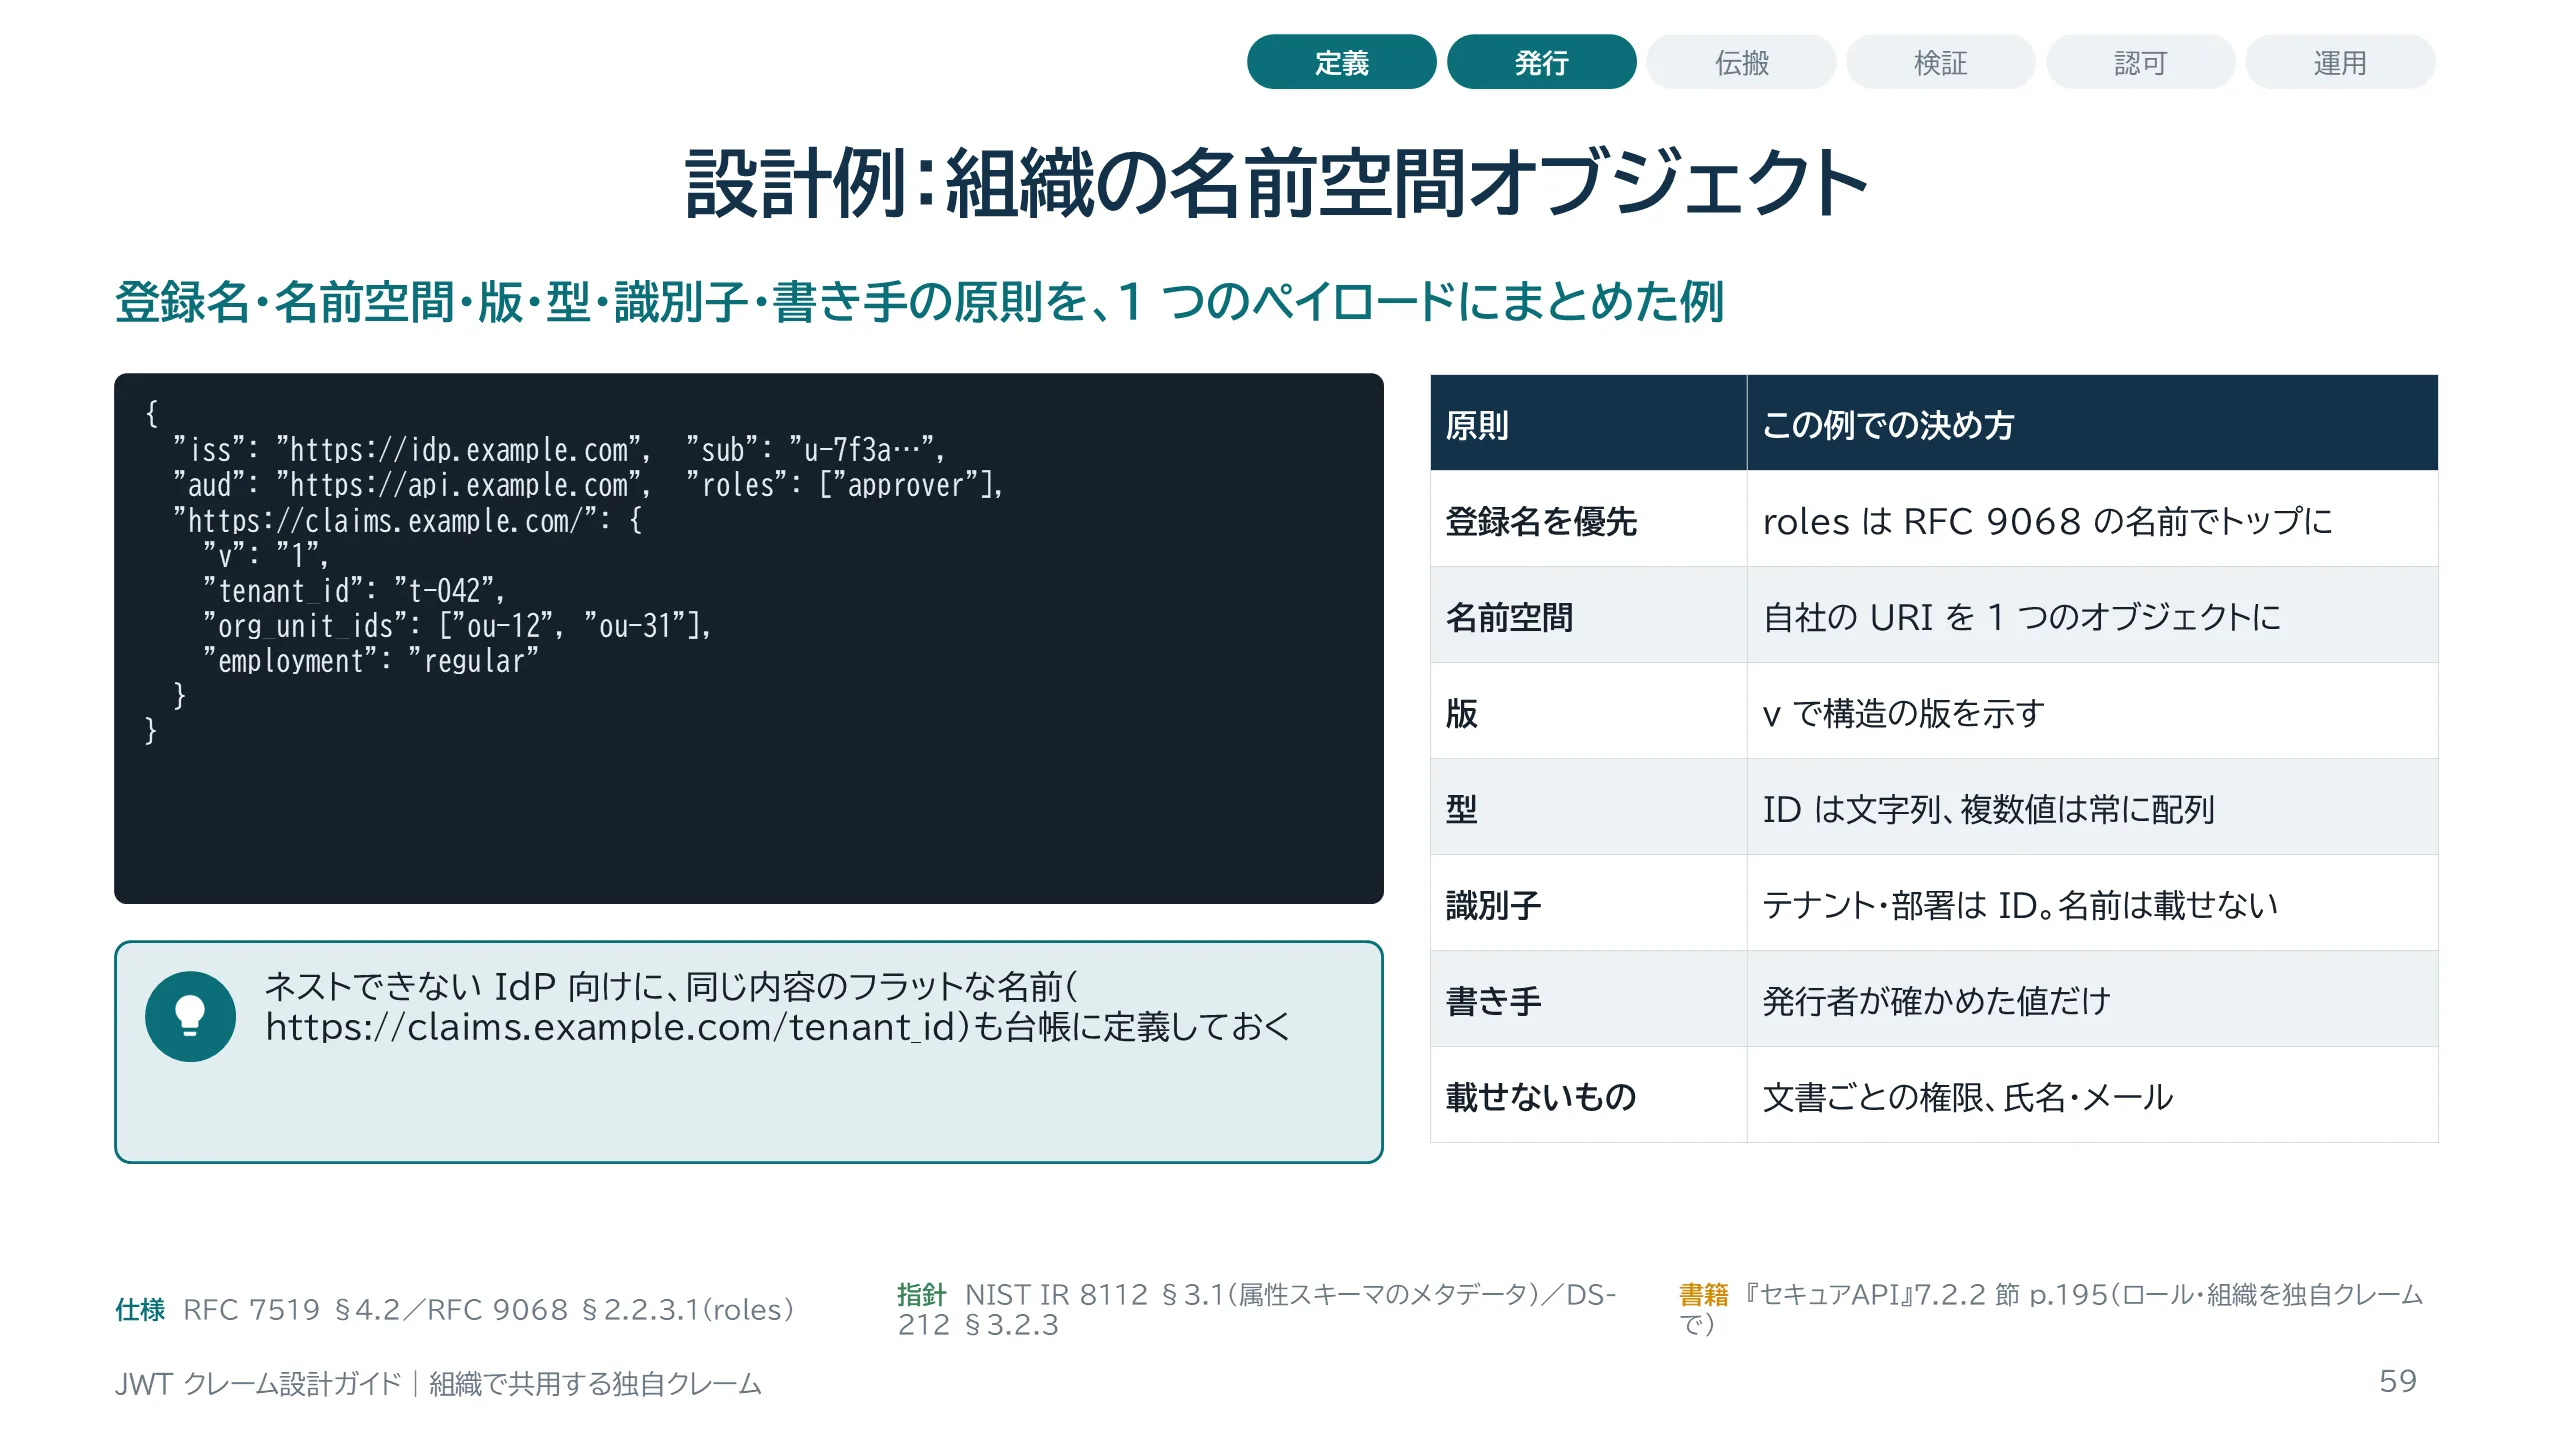 定義 発行 伝搬 検証 認可 運用
設計例：組織の名前空間オブジェクト
登録名・名前空間・版・型・識別子・書き手の原則を、1 つのペイロードにまとめた例
{
  "iss": "https://idp.example.com",  "sub": "u-7f3a…",
  "aud": "https://api.example.com",  "roles": ["approver"],
  "https://claims.example.com/": {
    "v": "1",
    "tenant_id": "t-042",
    "org_unit_ids": ["ou-12", "ou-31"],
    "employment": "regular"
  }
}
ネストできない IdP 向けに、同じ内容のフラットな名前（
https://claims.example.com/tenant_id）も台帳に定義しておく
原則 この例での決め方
登録名を優先 roles は RFC 9068 の名前でトップに
名前空間 自社の URI を 1 つのオブジェクトに
版 v で構造の版を示す
型 ID は文字列、複数値は常に配列
識別子 テナント・部署は ID。名前は載せない
書き手 発行者が確かめた値だけ
載せないもの 文書ごとの権限、氏名・メール
仕様 RFC 7519 §4.2／RFC 9068 §2.2.3.1（roles）
指針 NIST IR 8112 §3.1（属性スキーマのメタデータ）／DS-
212 §3.2.3
書籍 『セキュアAPI』7.2.2 節 p.195（ロール・組織を独自クレーム
で）
JWT クレーム設計ガイド｜組織で共用する独自クレーム
59